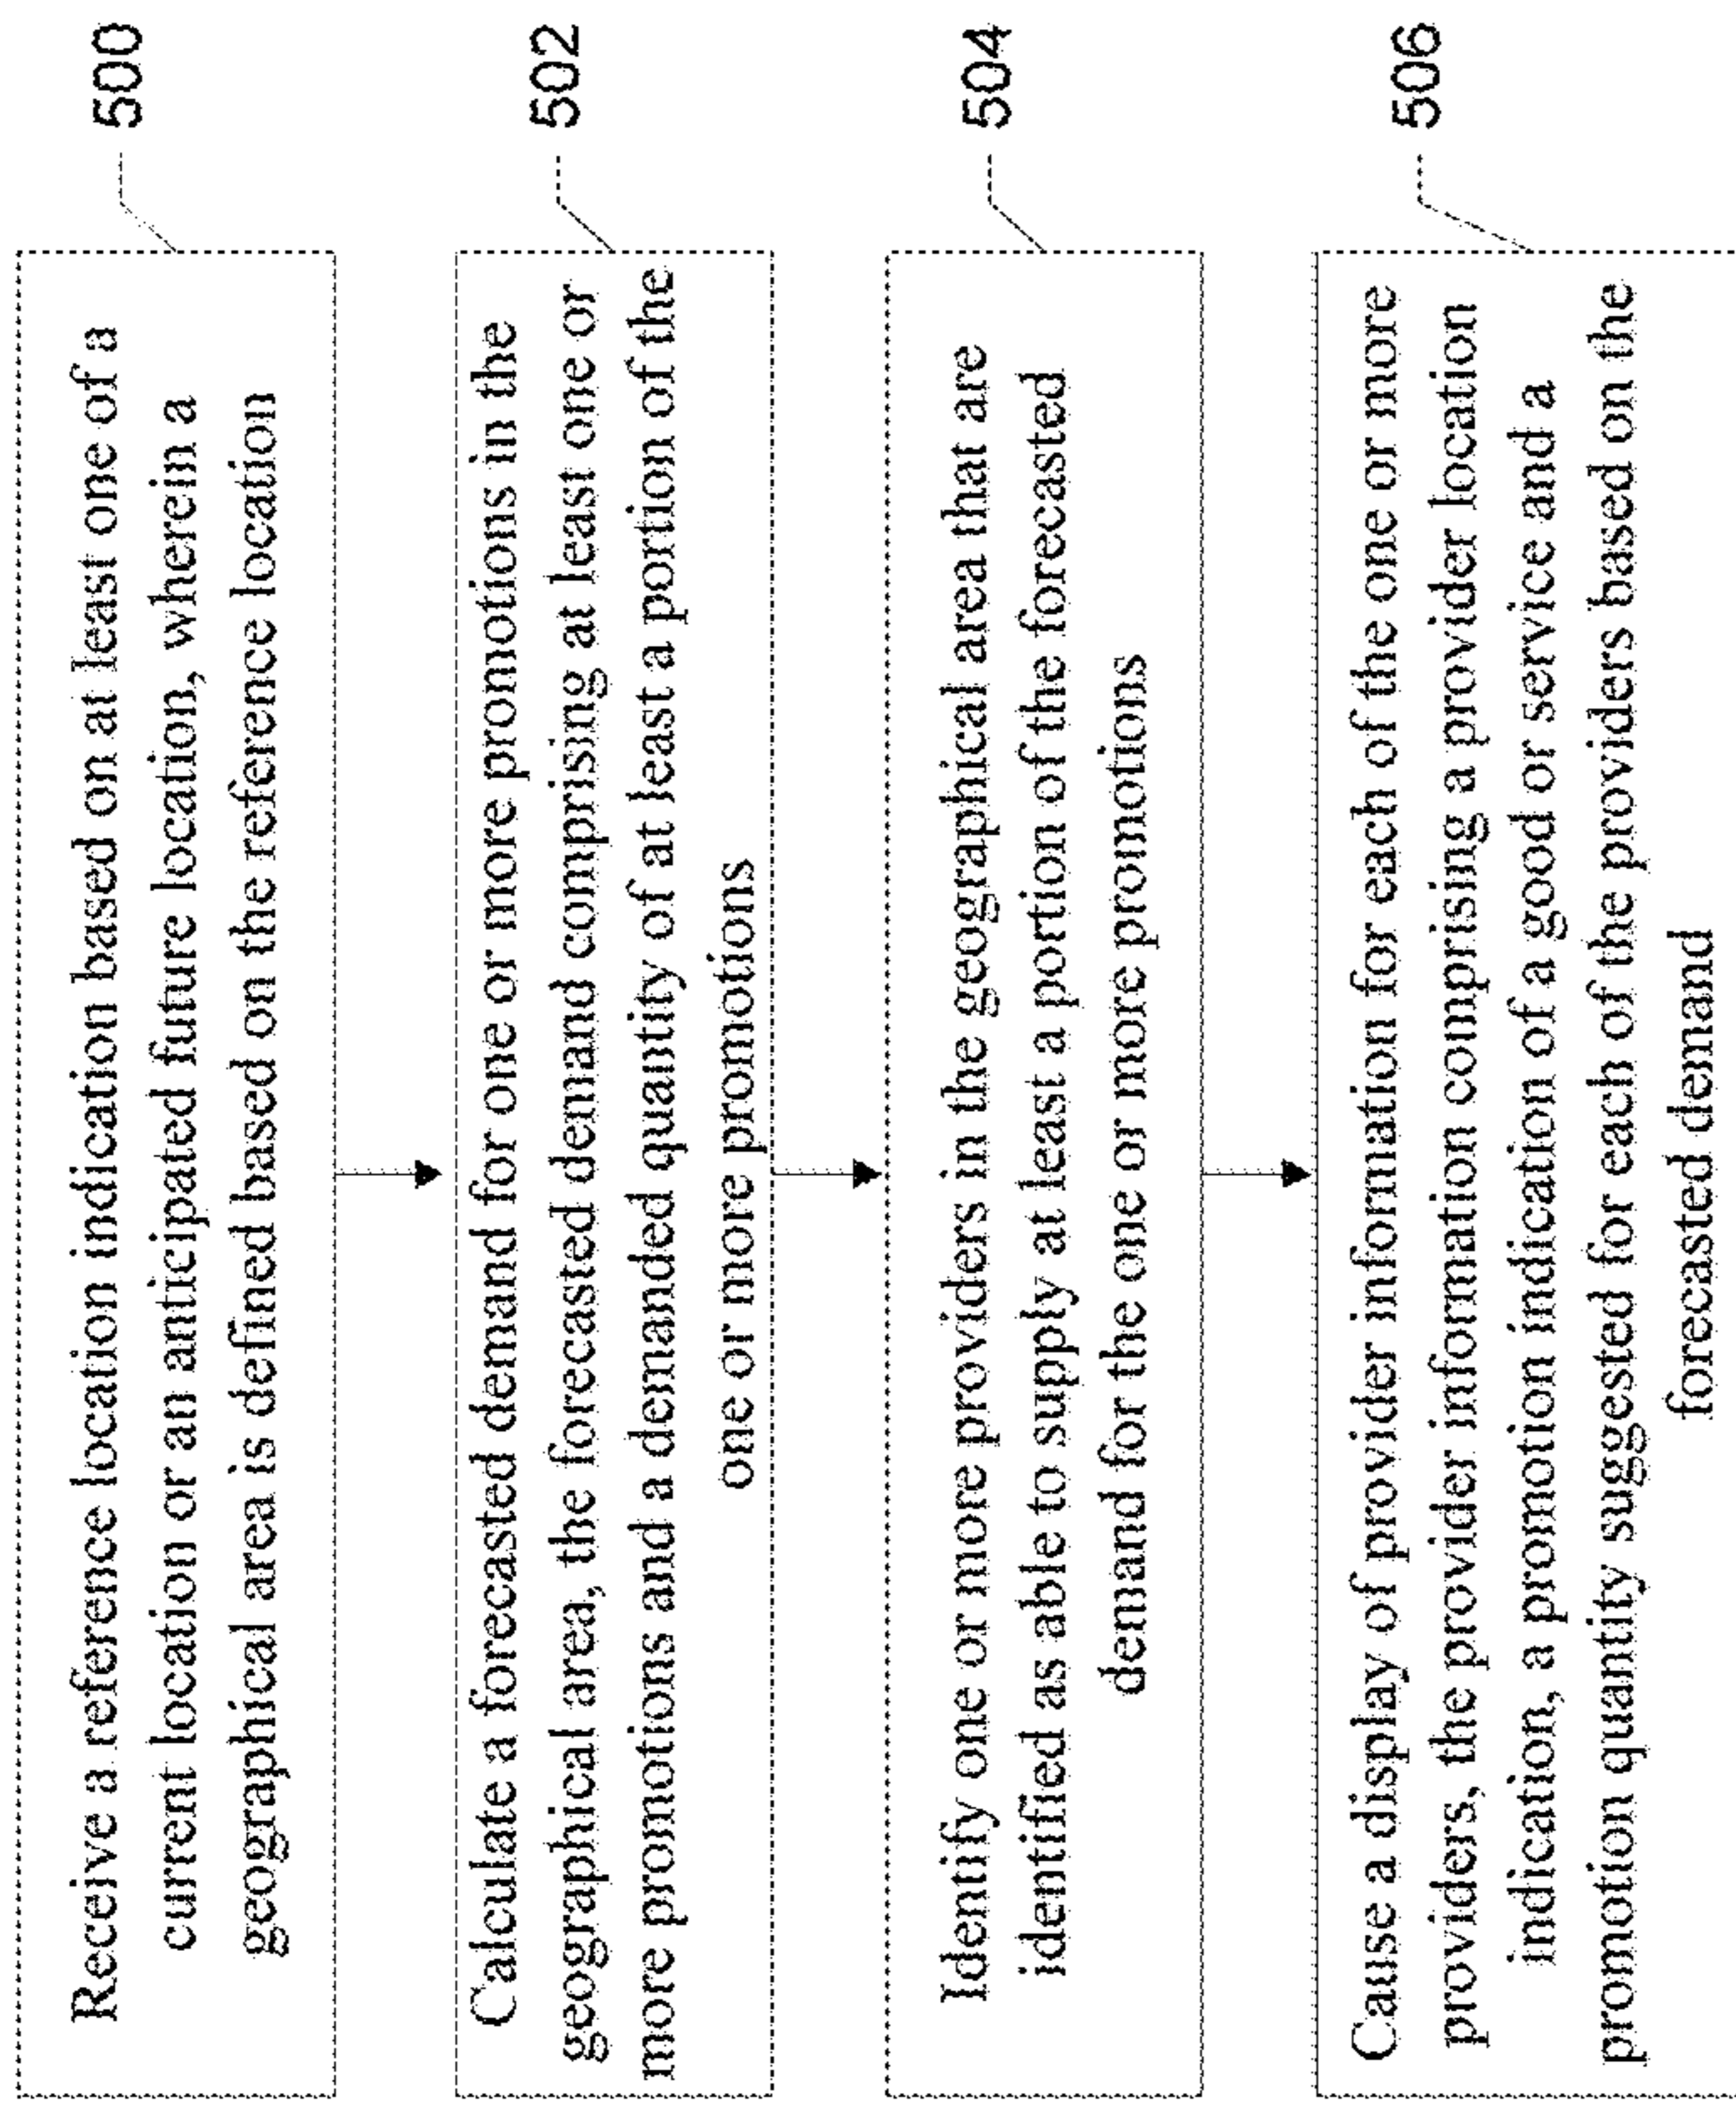 Receive a reference location indication based on at least one of a
current location or an anticipated future location, wherein a
geographical area is defined based on the reference location
500
Calculate a forecasted demand for one or more promotions in the
geographical area, the forecasted demand comprising at least one or
more promotions and a demanded quantity of at least a portion of the
one or more promotions
502
Identify one or more providers in the geographical area that are
identified as able to supply at least a portion of the forecasted
demand for the one or more promotions
504
Cause a display of provider information for each of the one or more
providers, the provider information comprising a provider location
indication, a promotion indication of a good or service and a
promotion quantity suggested for each of the providers based on the
forecasted demand
506